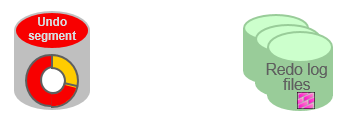 Undo
segment
Redo log
files